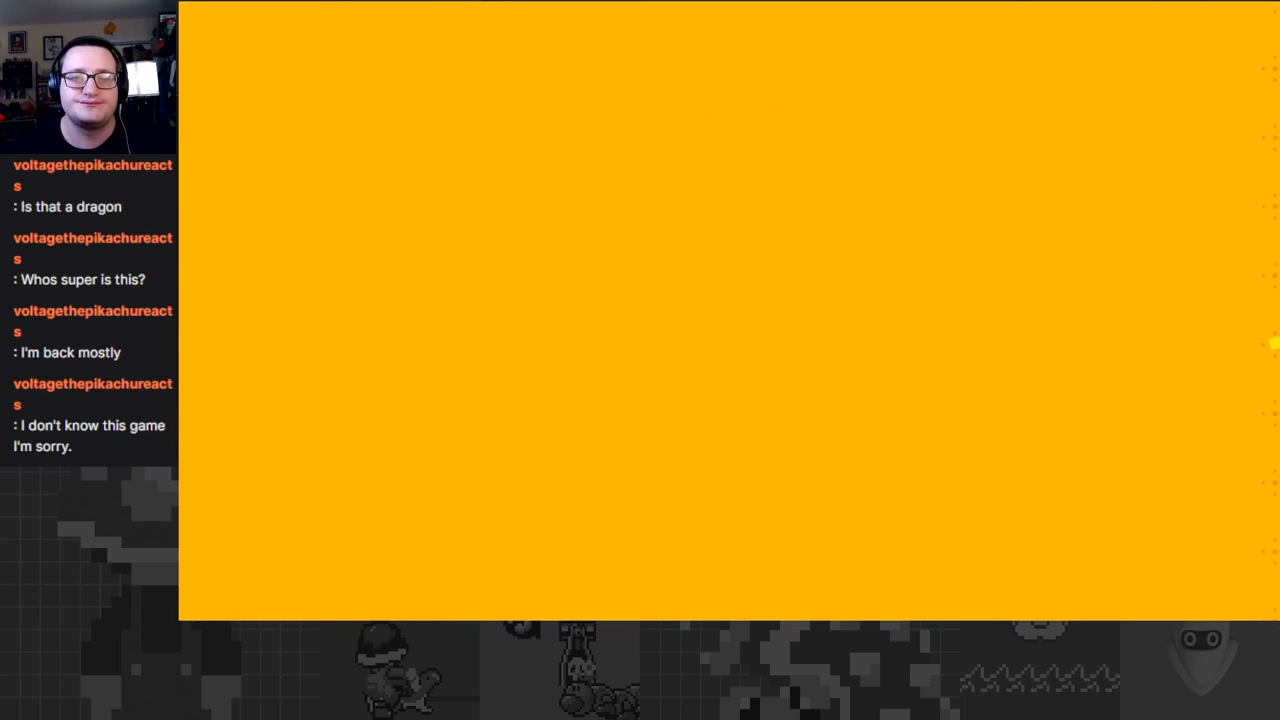 voltagethepikachureact
s
: Is that a dragon
voltagethepikachureact
s
: Whos super is this?
voltagethepikachureact
s
: I'm back mostly
voltagethepikachureact
s
: I don't know this game
I'm sorry.